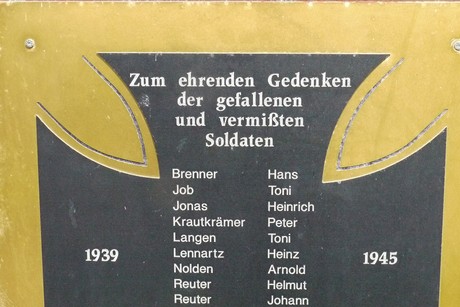 Zum ehrenden Gedenken
der gefallenen
und vermißten
Soldaten
Brenner Hans
Job Toni
Jonas Heinrich
Krautkrämer Peter
Langen Toni
1939 Lennartz Heinz 1945
Nolden Arnold
Reuter Helmut
Reuter Johann